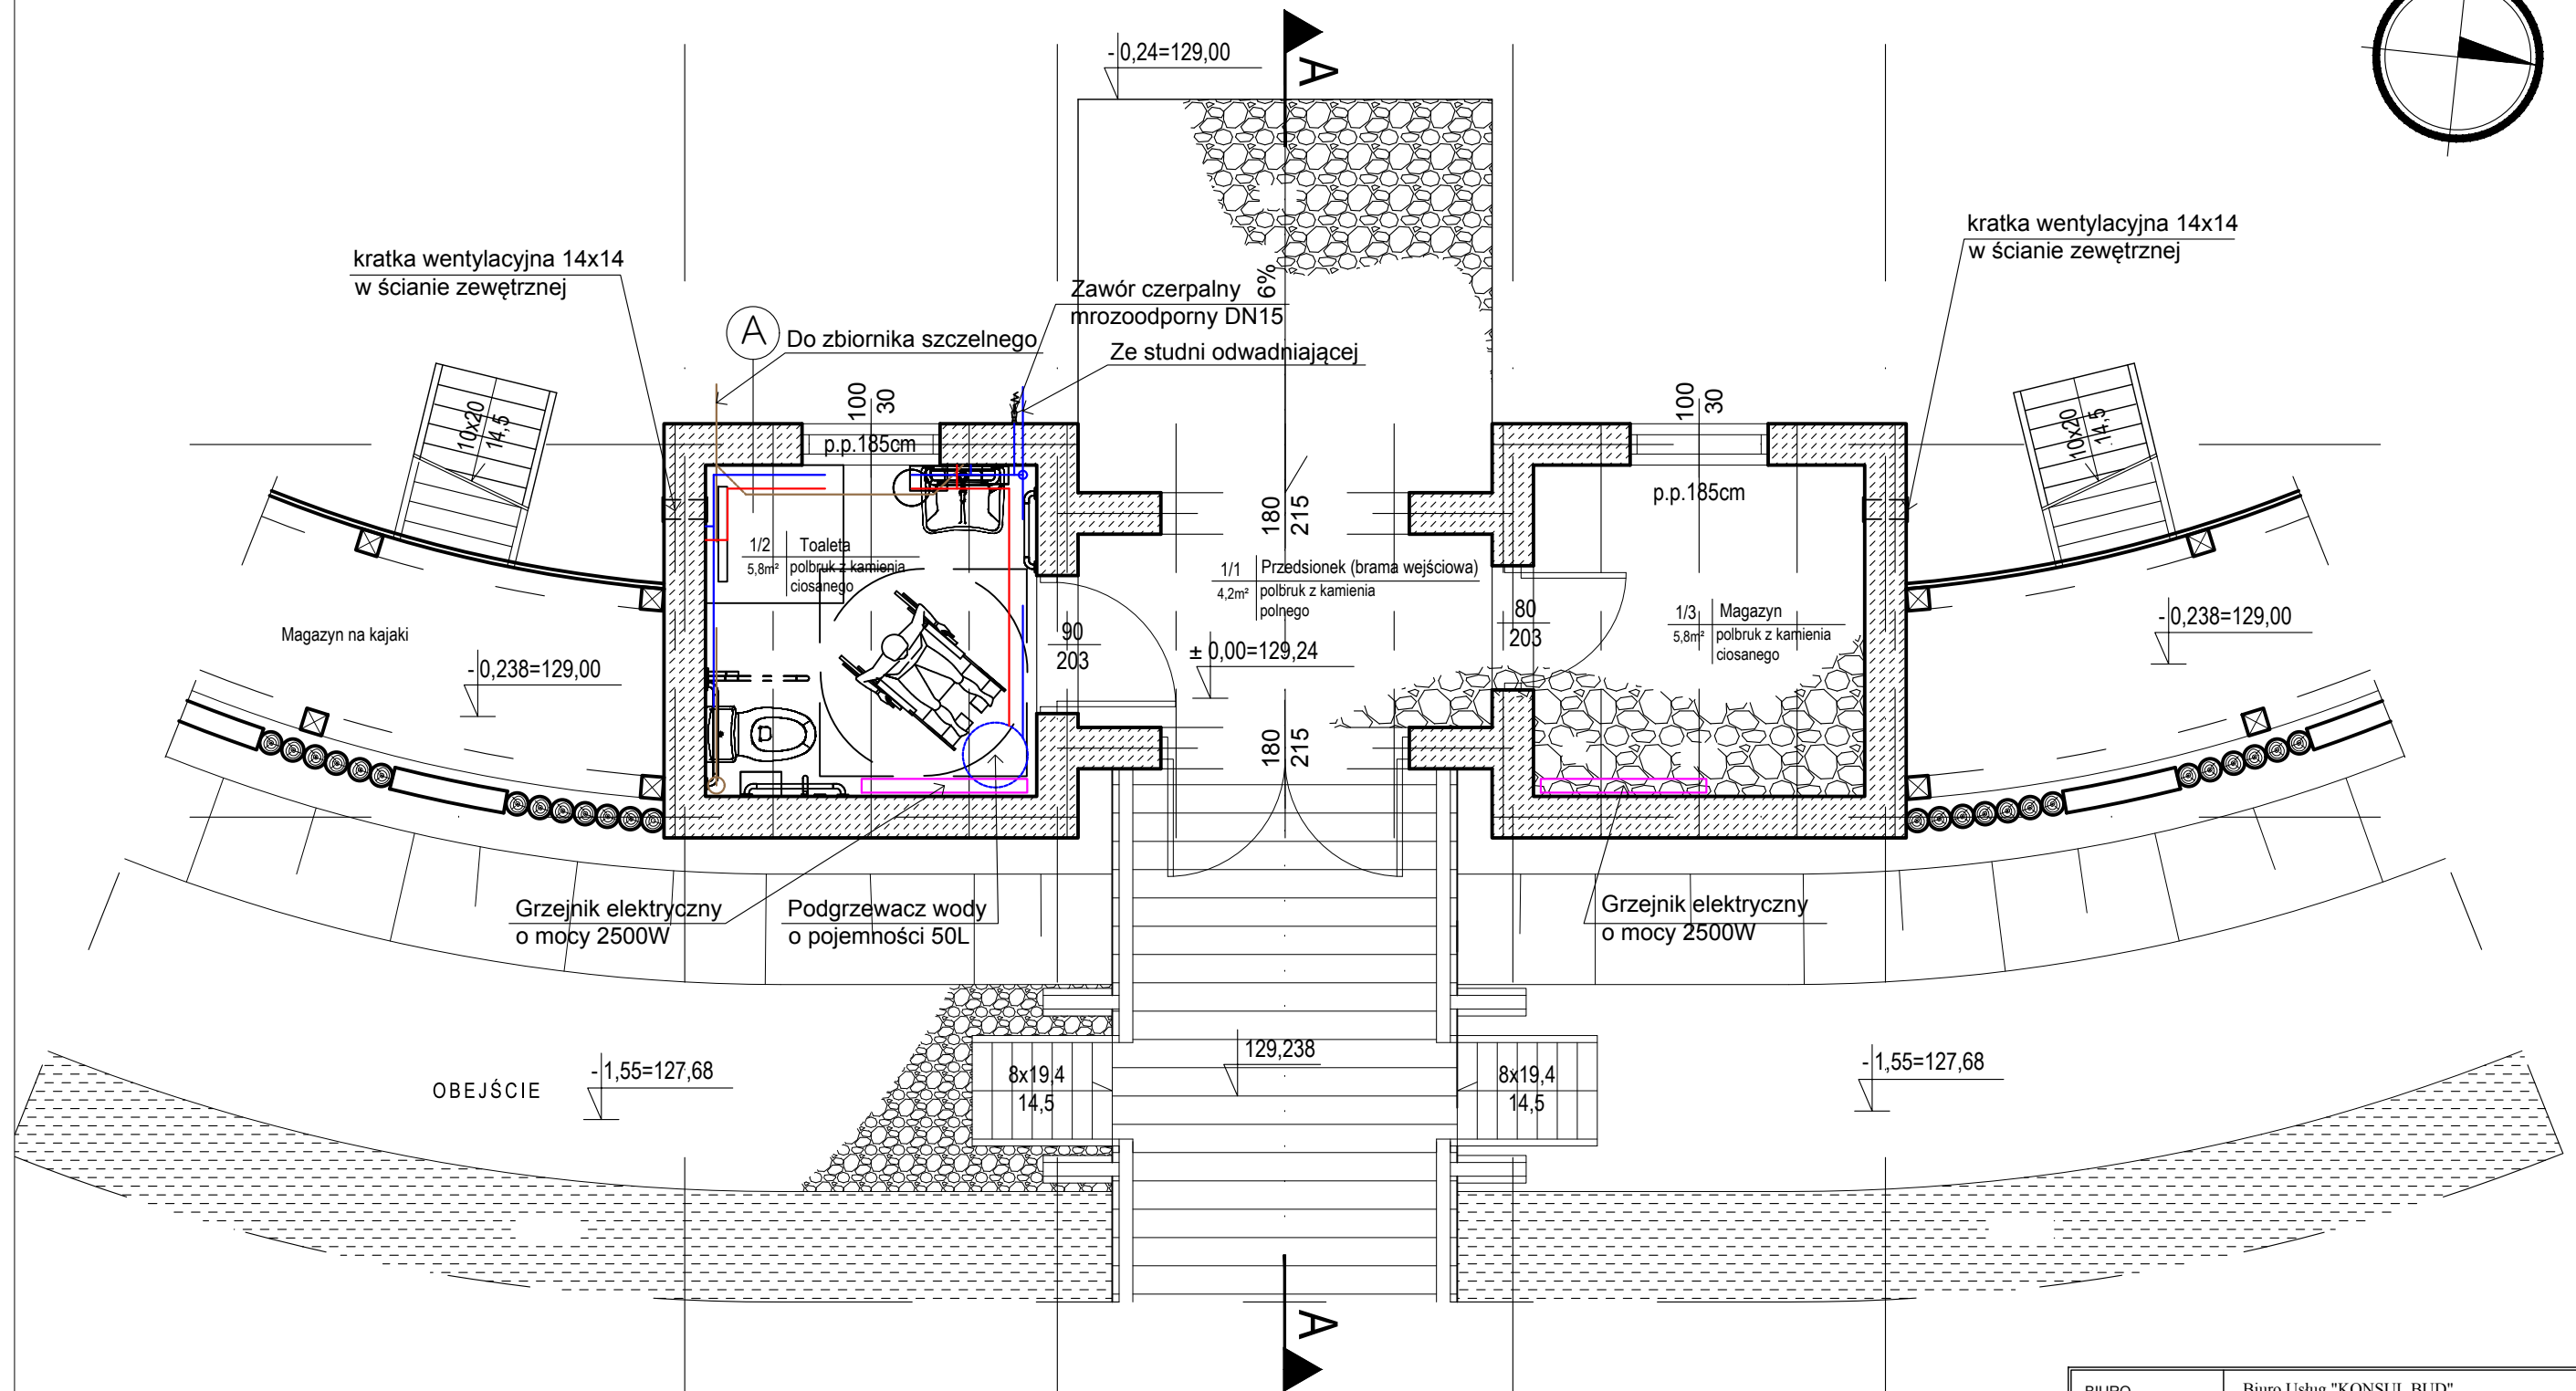 - 0,24=129,00
A
kratka wentylacyjna 14x14
w ścianie zewętrznej
kratka wentylacyjna 14x14
w ścianie zewętrznej
6%
Zawór czerpalny
mrozoodporny DN15
A
Do zbiornika szczelnego
Ze studni odwadniającej
10x20
14,5
100
30
p.p.185cm
100
30
p.p.185cm
10x20
14,5
180
215
1/2
Toaleta
5,8m²
polbruk z kamienia
ciosanego
1/1
Przedsionek (brama wejściowa)
4,2m²
polbruk z kamienia
polnego
1/3
Magazyn
5,8m²
polbruk z kamienia
ciosanego
90
203
80
203
± 0,00=129,24
Magazyn na kajaki
- 0,238=129,00
- 0,238=129,00
180
215
Grzejnik elektryczny
o mocy 2500W
Podgrzewacz wody
o pojemności 50L
Grzejnik elektryczny
o mocy 2500W
OBEJŚCIE
- 1,55=127,68
8x19,4
14,5
129,238
8x19,4
14,5
- 1,55=127,68
A
BIURO
Biuro Usług "KONSUL BUD"